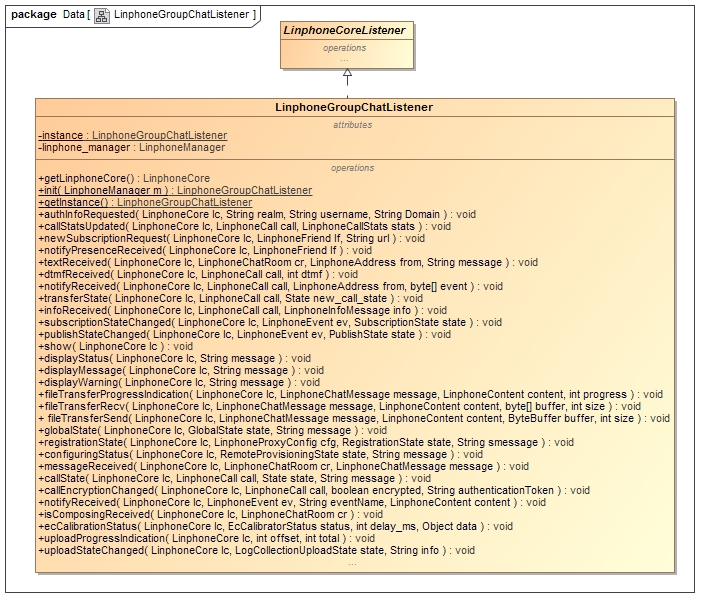 package Data [ LinphoneGroupChatListener ]
LinphoneCoreListener
operations
...
LinphoneGroupChatListener
attributes
-instance : LinphoneGroupChatListener
-linphone_manager : LinphoneManager
operations
+getLinphoneCore() : LinphoneCore
+init( LinphoneManager m ) : LinphoneGroupChatListener
+getInstance() : LinphoneGroupChatListener
+authInfoRequested( LinphoneCore lc, String realm, String username, String Domain ) : void
+callStatsUpdated( LinphoneCore lc, LinphoneCall call, LinphoneCallStats stats ) : void
+newSubscriptionRequest( LinphoneCore lc, LinphoneFriend lf, String url ) : void
+notifyPresenceReceived( LinphoneCore lc, LinphoneFriend lf ) : void
+textReceived( LinphoneCore lc, LinphoneChatRoom cr, LinphoneAddress from, String message ) : void
+dtmfReceived( LinphoneCore lc, LinphoneCall call, int dtmf ) : void
+notifyReceived( LinphoneCore lc, LinphoneCall call, LinphoneAddress from, byte[] event ) : void
+transferState( LinphoneCore lc, LinphoneCall call, State new_call_state ) : void
+infoReceived( LinphoneCore lc, LinphoneCall call, LinphoneInfoMessage info ) : void
+subscriptionStateChanged( LinphoneCore lc, LinphoneEvent ev, SubscriptionState state ) : void
+publishStateChanged( LinphoneCore lc, LinphoneEvent ev, PublishState state ) : void
+show( LinphoneCore lc ) : void
+displayStatus( LinphoneCore lc, String message ) : void
+displayMessage( LinphoneCore lc, String message ) : void
+displayWarning( LinphoneCore lc, String message ) : void
+fileTransferProgressIndication( LinphoneCore lc, LinphoneChatMessage message, LinphoneContent content, int progress ) : void
+fileTransferRecv( LinphoneCore lc, LinphoneChatMessage message, LinphoneContent content, byte[] buffer, int size ) : void
+ fileTransferSend( LinphoneCore lc, LinphoneChatMessage message, LinphoneContent content, ByteBuffer buffer, int size ) : void
+globalState( LinphoneCore lc, GlobalState state, String message ) : void
+registrationState( LinphoneCore lc, LinphoneProxyConfig cfg, RegistrationState state, String smessage ) : void
+configuringStatus( LinphoneCore lc, RemoteProvisioningState state, String message ) : void
+messageReceived( LinphoneCore lc, LinphoneChatRoom cr, LinphoneChatMessage message ) : void
+callState( LinphoneCore lc, LinphoneCall call, State state, String message ) : void
+callEncryptionChanged( LinphoneCore lc, LinphoneCall call, boolean encrypted, String authenticationToken ) : void
+notifyReceived( LinphoneCore lc, LinphoneEvent ev, String eventName, LinphoneContent content ) : void
+isComposingReceived( LinphoneCore lc, LinphoneChatRoom cr ) : void
+ecCalibrationStatus( LinphoneCore lc, EcCalibratorStatus status, int delay_ms, Object data ) : void
+uploadProgressIndication( LinphoneCore lc, int offset, int total ) : void
+uploadStateChanged( LinphoneCore lc, LogCollectionUploadState state, String info ) : void
...